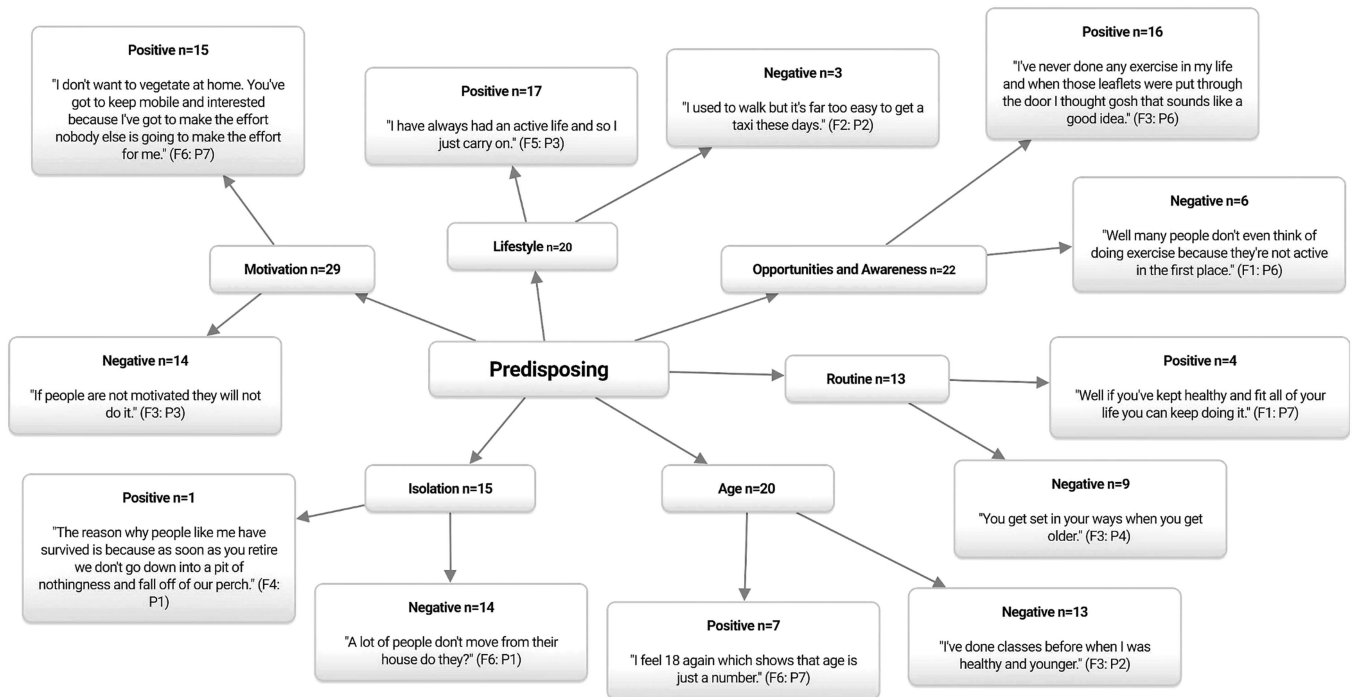 Positive n=15
"I don't want to vegetate at home. You've
got to keep mobile and interested
because I've got to make the effort
nobody else is going to make the effort
for me." (F6: P7)
Positive n=17
"I have always had an active life and so I
just carry on."
(F5: P3)
Negative n=3
"I used to walk but it's far too easy to get a
taxi these days." (F2: P2)
Positive n=16
"I've never done any exercise in my life
and when those leaflets were put through
the door I thought gosh that sounds like a
good idea." (F3: P6)
Negative n=6
"Well many people don't even think of
doing exercise because they're not active
in the first place." (F1: P6)
Motivation n=29
Lifestyle n=20
Opportunities and Awareness n=22
Negative n=14
"If people are not motivated they will not
do it." (F3: P3)
Predisposing
Routine n=13
Positive n=4
"Well if you've kept healthy and fit all of your
life you can keep doing it." (F1: P7)
Isolation n=15
Age n=20
Negative n=9
"You get set in your ways when you get
older." (F3: P4)
Positive n=1
"The reason why people like me have
survived is because as soon as you retire
we don't go down into a pit of
nothingness and fall off of our perch." (F4:
P1)
Negative n=14
"A lot of people don't move from their
house do they?" (F6: P1)
Positive n=7
"I feel 18 again which shows that age is
just a number." (F6: P7)
Negative n=13
"I've done classes before when I was
healthy and younger." (F3: P2)